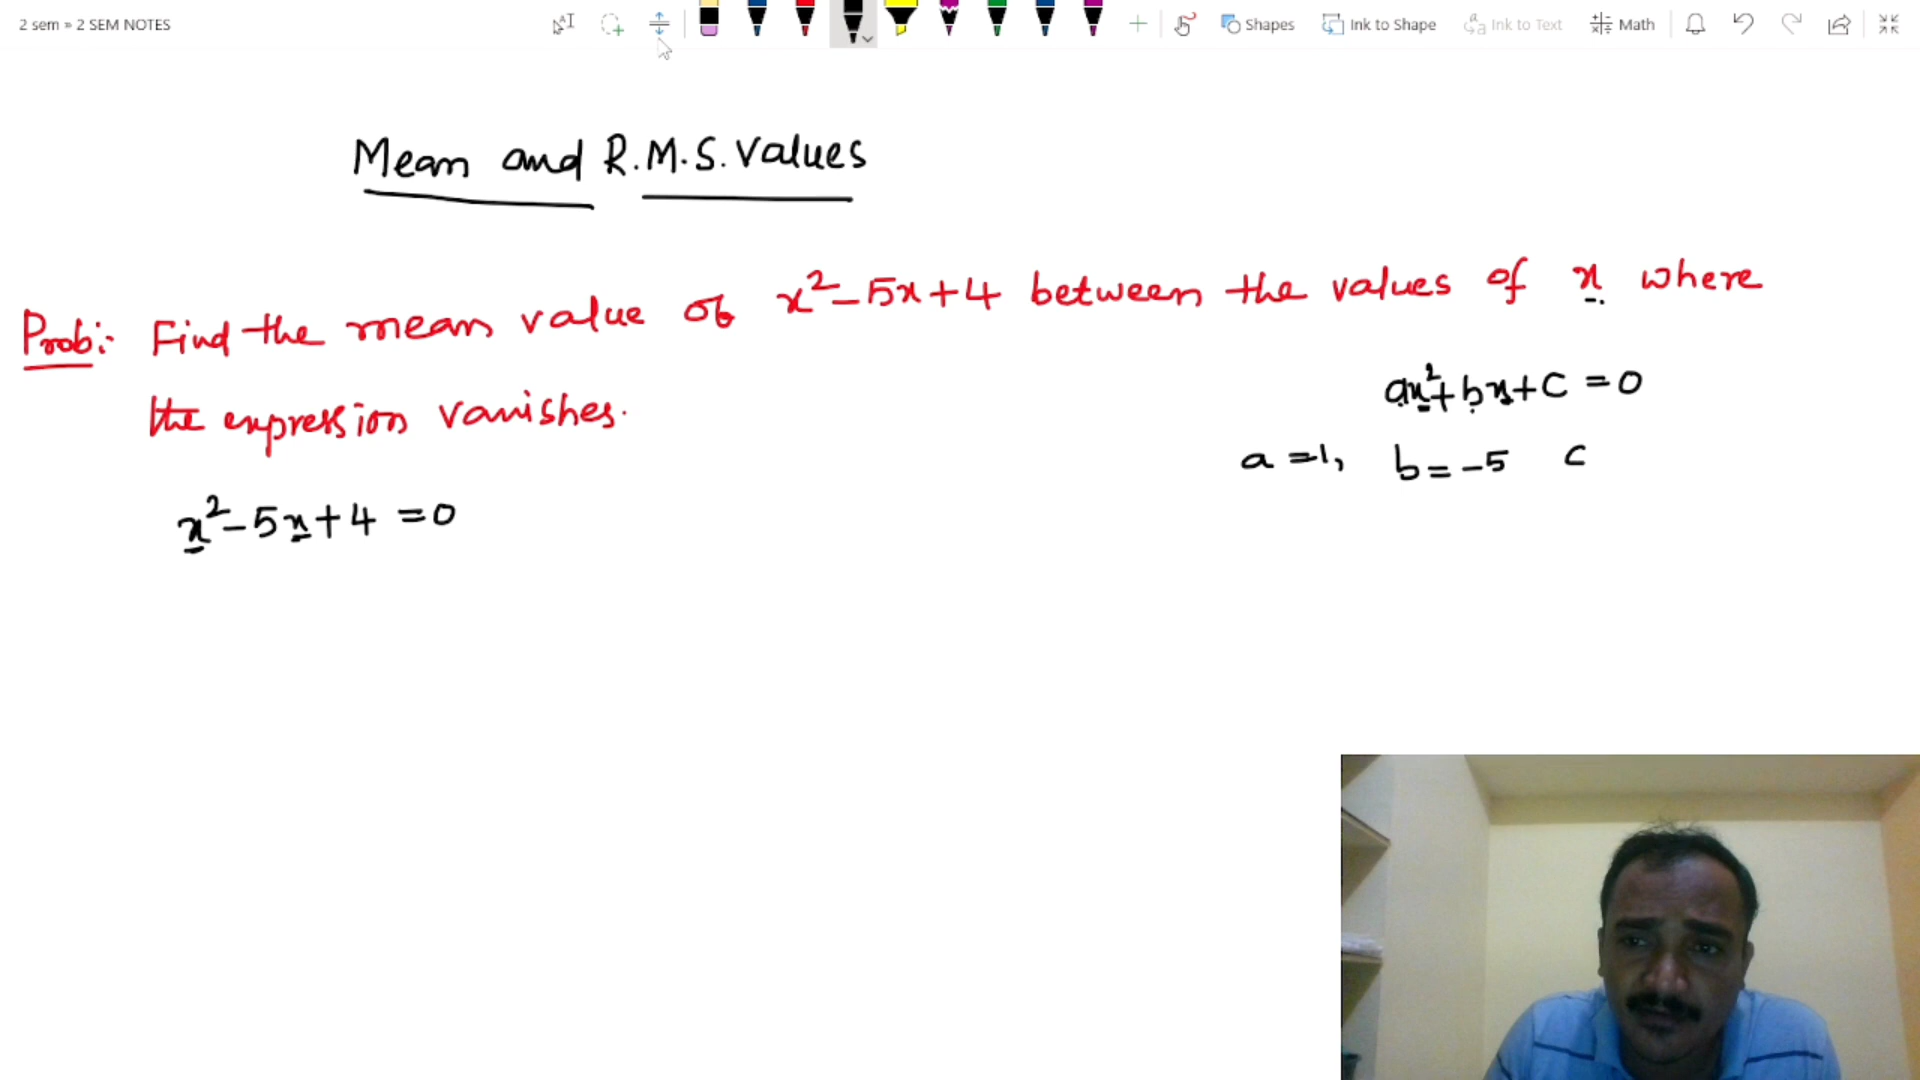 2 sem » 2 SEM NOTES
Shapes Ink to Shape Ink to Text Math
Mean and R.M.S. Values
Prob:- Find the mean value of x²-5x+4 between the values of x where
the expression vanishes.
ax²+bx+c =0
a =1, b=-5 c
x²-5x+4 =0